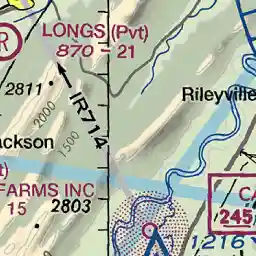 R
LONGS (Pvt)
870 - 21
2811
IR714
Rileyville
2000
1500
ackson
t)
FARMS INC
15
2803
CA
245
1216